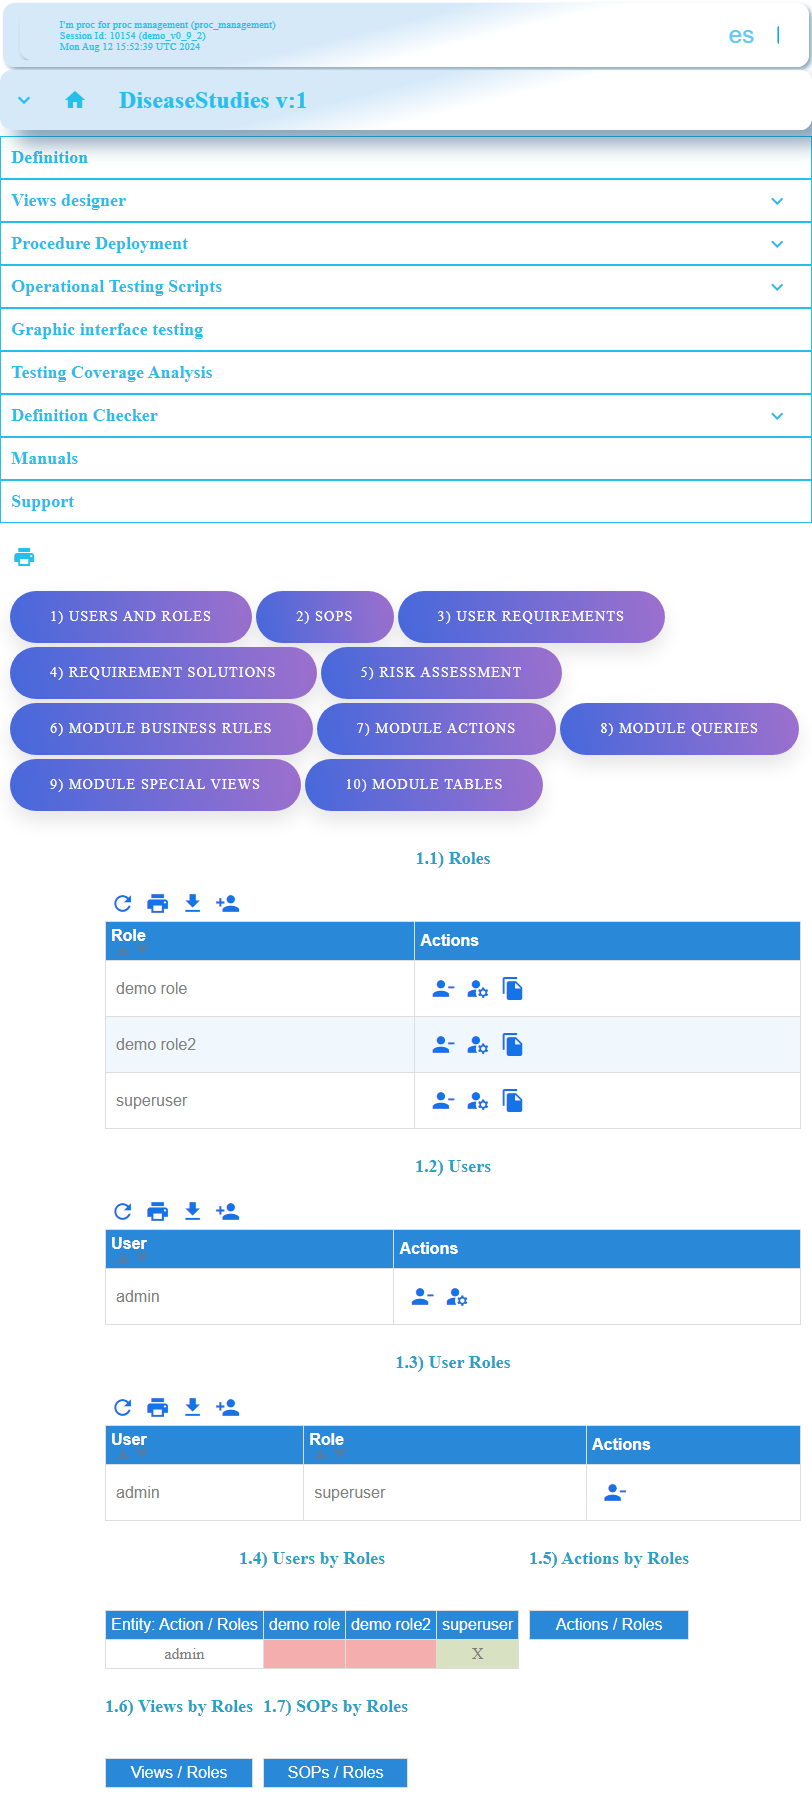 I'm proc for proc management (proc_management)
Session Id: 10154 (demo_v0_9_2)
Mon Aug 12 15:52:39 UTC 2024
es
DiseaseStudies v:1
Definition
Views designer
Procedure Deployment
Operational Testing Scripts
Graphic interface testing
Testing Coverage Analysis
Definition Checker
Manuals
Support
1) USERS AND ROLES 2) SOPS 3) USER REQUIREMENTS
4) REQUIREMENT SOLUTIONS 5) RISK ASSESSMENT
6) MODULE BUSINESS RULES 7) MODULE ACTIONS 8) MODULE QUERIES
9) MODULE SPECIAL VIEWS 10) MODULE TABLES
1.1) Roles
Role Actions
demo role
demo role2
superuser
1.2) Users
User Actions
admin
1.3) User Roles
User Role Actions
admin superuser
1.4) Users by Roles 1.5) Actions by Roles
Entity: Action / Roles demo role demo role2 superuser Actions / Roles
admin X
1.6) Views by Roles 1.7) SOPs by Roles
Views / Roles SOPs / Roles